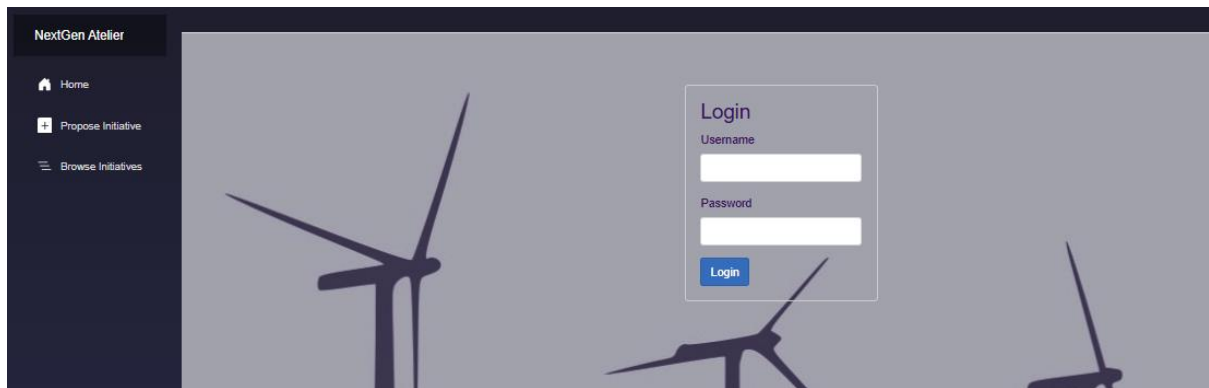 NextGen Atelier
Home
Propose Initiative
Browse Initiatives
Login
Username
Password
Login